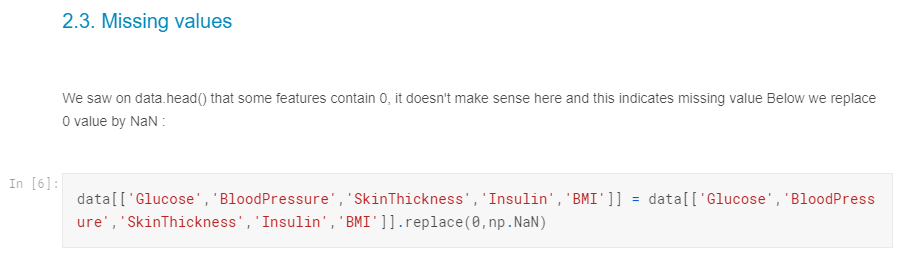 2.3. Missing values
We saw on data.head() that some features contain 0, it doesn't make sense here and this indicates missing value Below we replace
0 value by NaN :
In [6]: data[['Glucose','BloodPressure','SkinThickness','Insulin','BMI']] = data[['Glucose','BloodPress
ure','SkinThickness','Insulin','BMI']].replace(0,np.NaN)